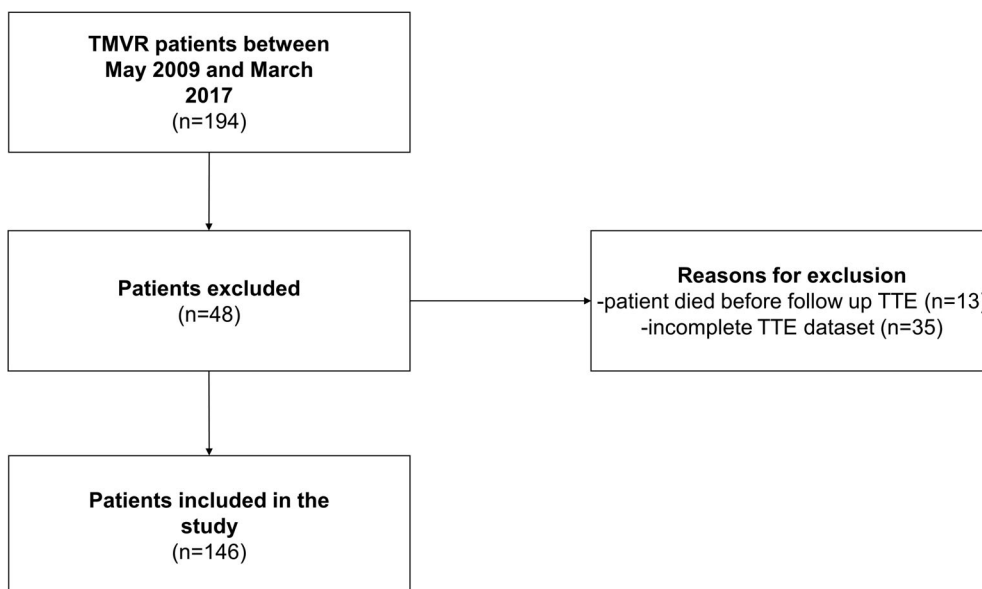 TMVR patients between
May 2009 and March
2017
(n=194)
Patients excluded
(n=48)
Reasons for exclusion
-patient died before follow up TTE (n=13)
-incomplete TTE dataset (n=35)
Patients included in the
study
(n=146)